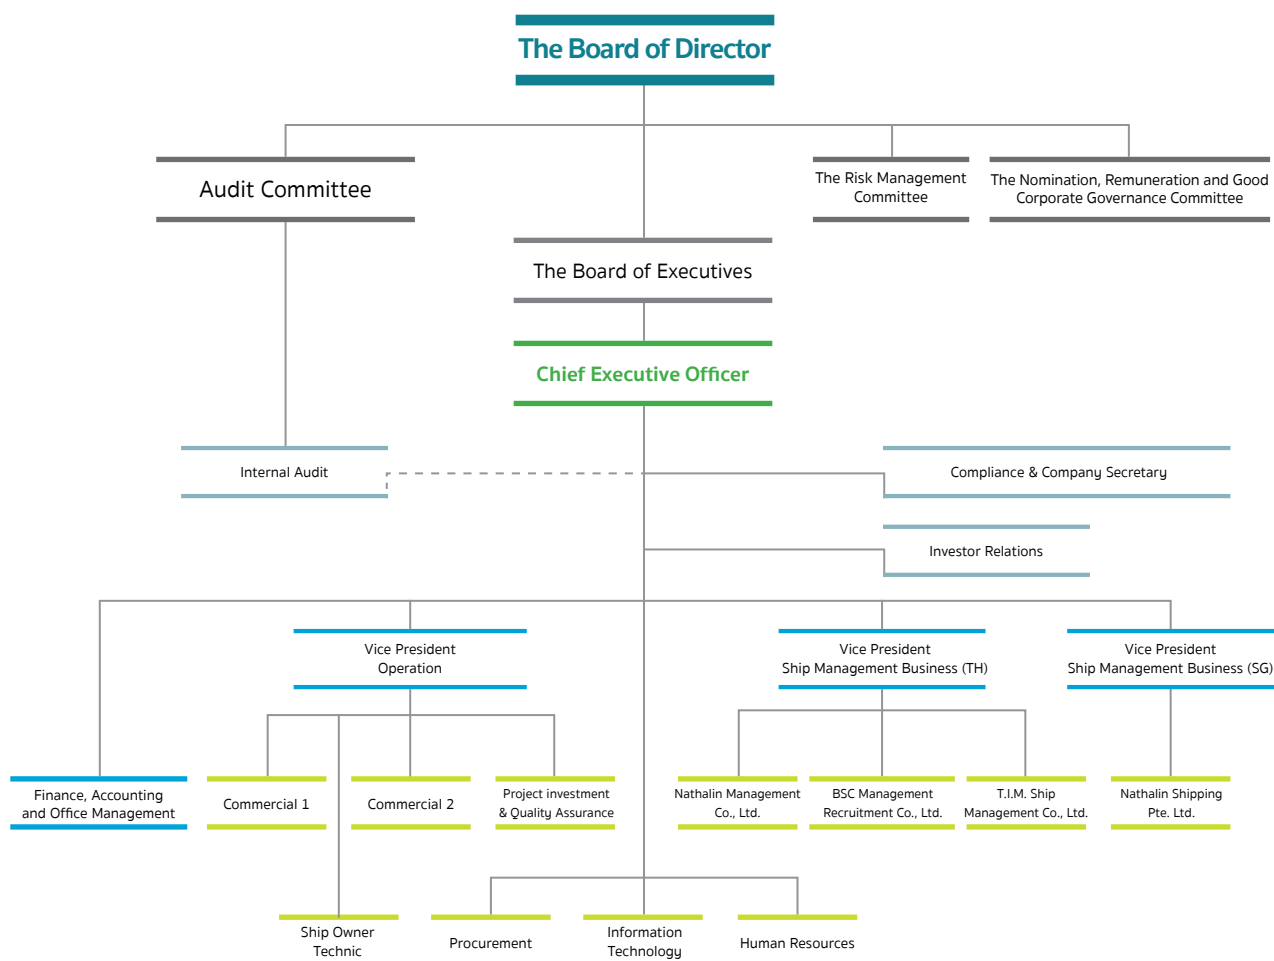 The Board of Director
Audit Committee
The Risk Management
Committee
The Nomination, Remuneration and Good
Corporate Governance Committee
The Board of Executives
Chief Executive Officer
Internal Audit
Compliance & Company Secretary
Investor Relations
Vice President
Operation
Vice President
Ship Management Business (TH)
Vice President
Ship Management Business (SG)
Finance, Accounting
and Office Management
Commercial 1
Commercial 2
Project investment
& Quality Assurance
Nathalin Management
Co., Ltd.
BSC Management
Recruitment Co., Ltd.
T.I.M. Ship
Management Co., Ltd.
Nathalin Shipping
Pte. Ltd.
Ship Owner
Technic
Procurement
Information
Technology
Human Resources